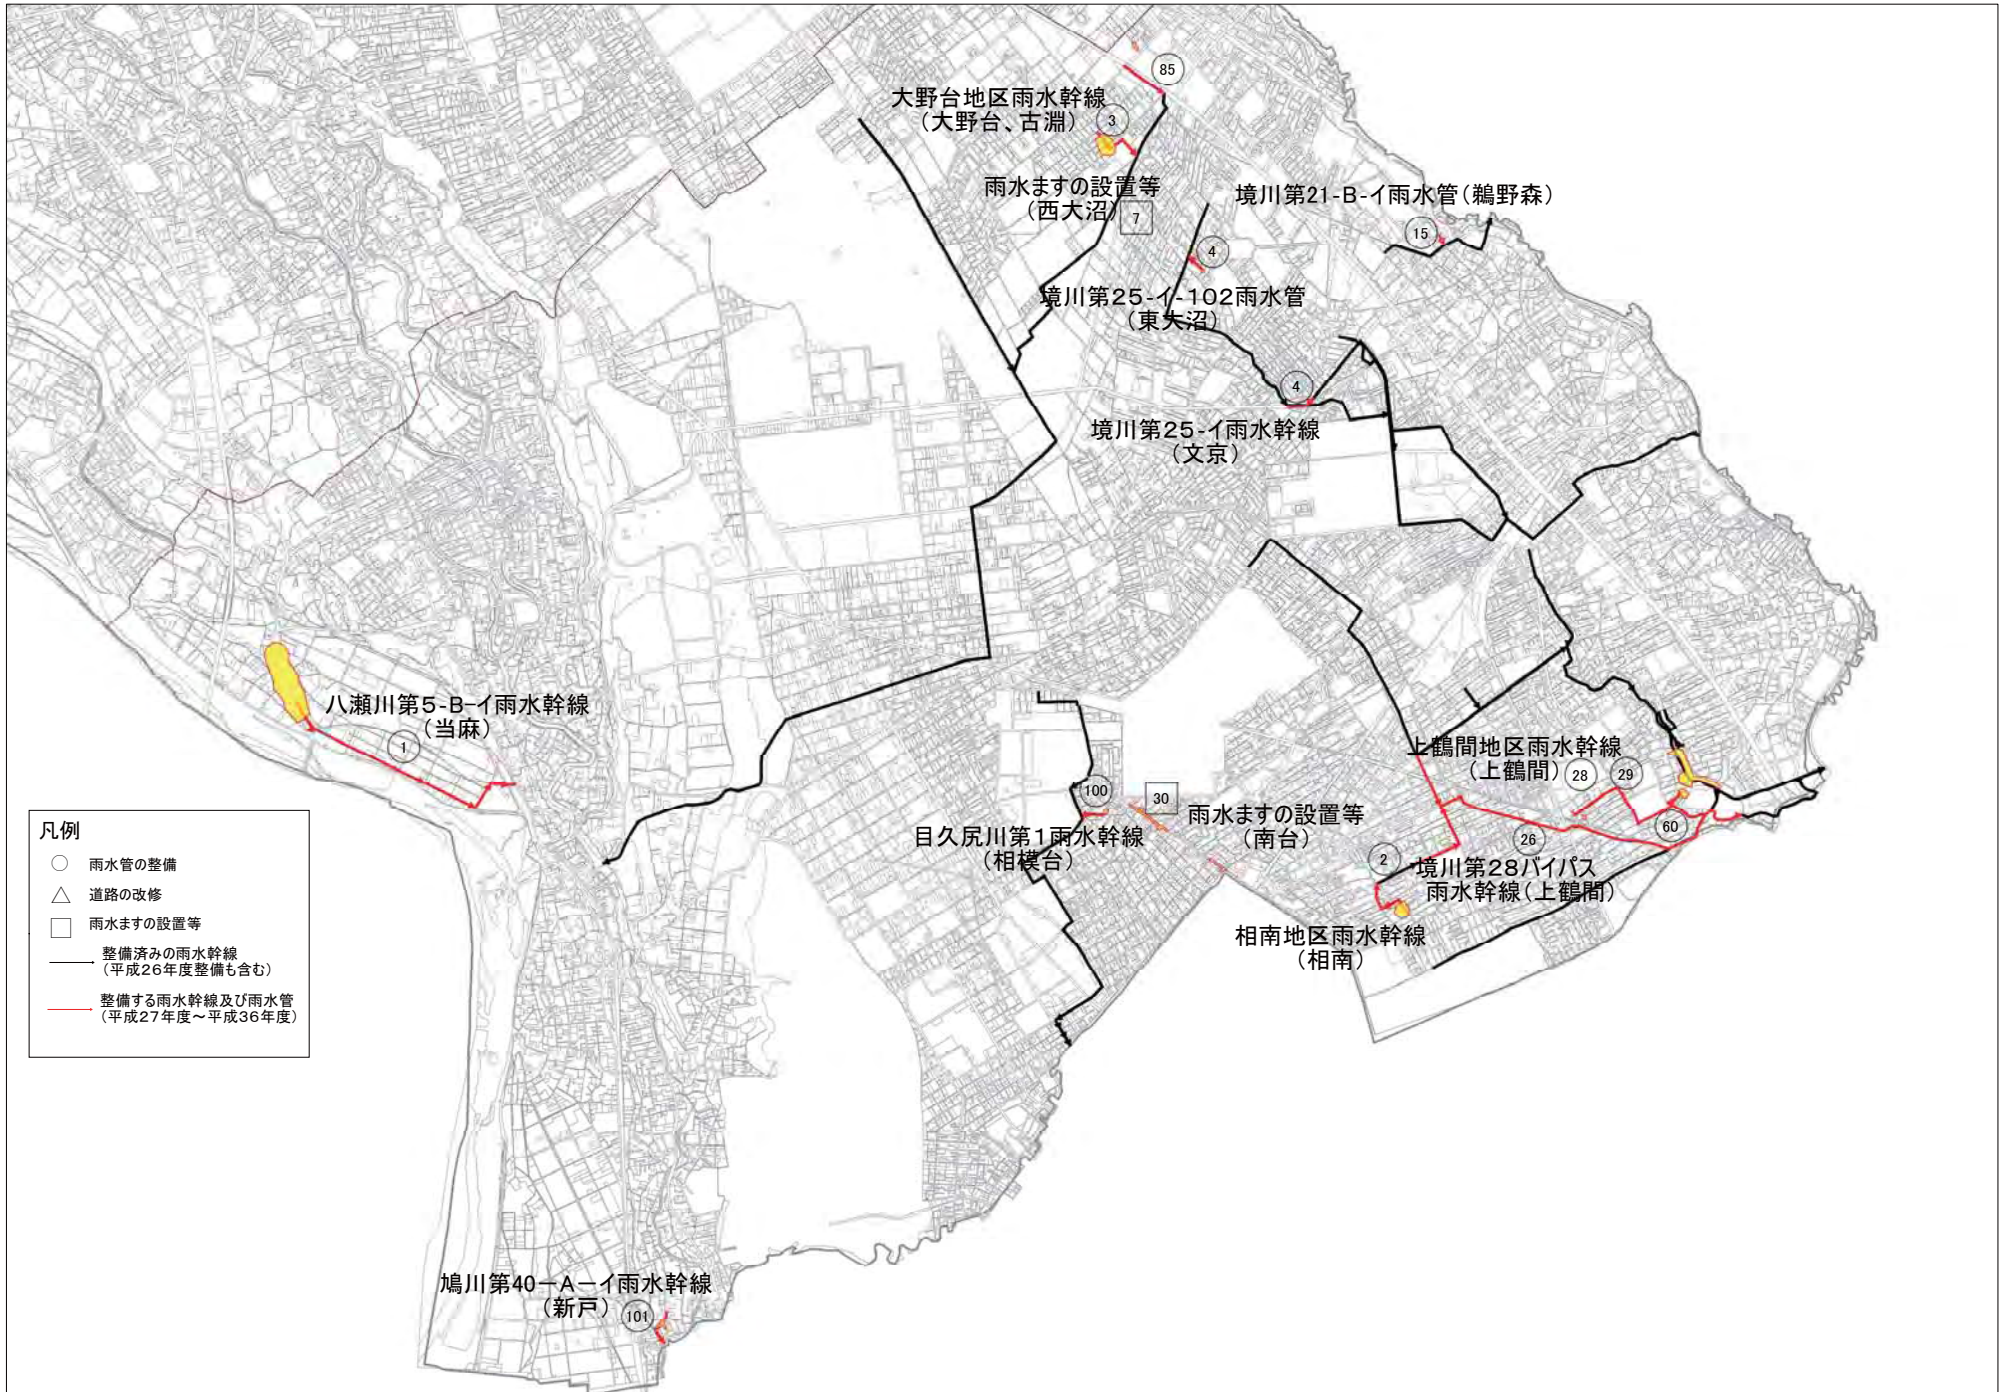 85
大野台地区雨水幹線
（大野台、古淵）
3
雨水ますの設置等
（西大沼）
7
境川第21-B-イ雨水管（鵜野森）
15
4
境川第25-イ-102雨水管
（東大沼）
4
境川第25-イ雨水幹線
（文京）
八瀬川第5-B-イ雨水幹線
（当麻）
1
上鶴間地区雨水幹線
（上鶴間）
28
29
100
30
雨水ますの設置等
（南台）
目久尻川第1雨水幹線
（相模台）
60
26
2
境川第28バイパス
雨水幹線（上鶴間）
相南地区雨水幹線
（相南）
凡例
雨水管の整備
道路の改修
雨水ますの設置等
整備済みの雨水幹線
（平成26年度整備も含む）
整備する雨水幹線及び雨水管
（平成27年度～平成36年度）
鳩川第40-A-イ雨水幹線
（新戸）
101